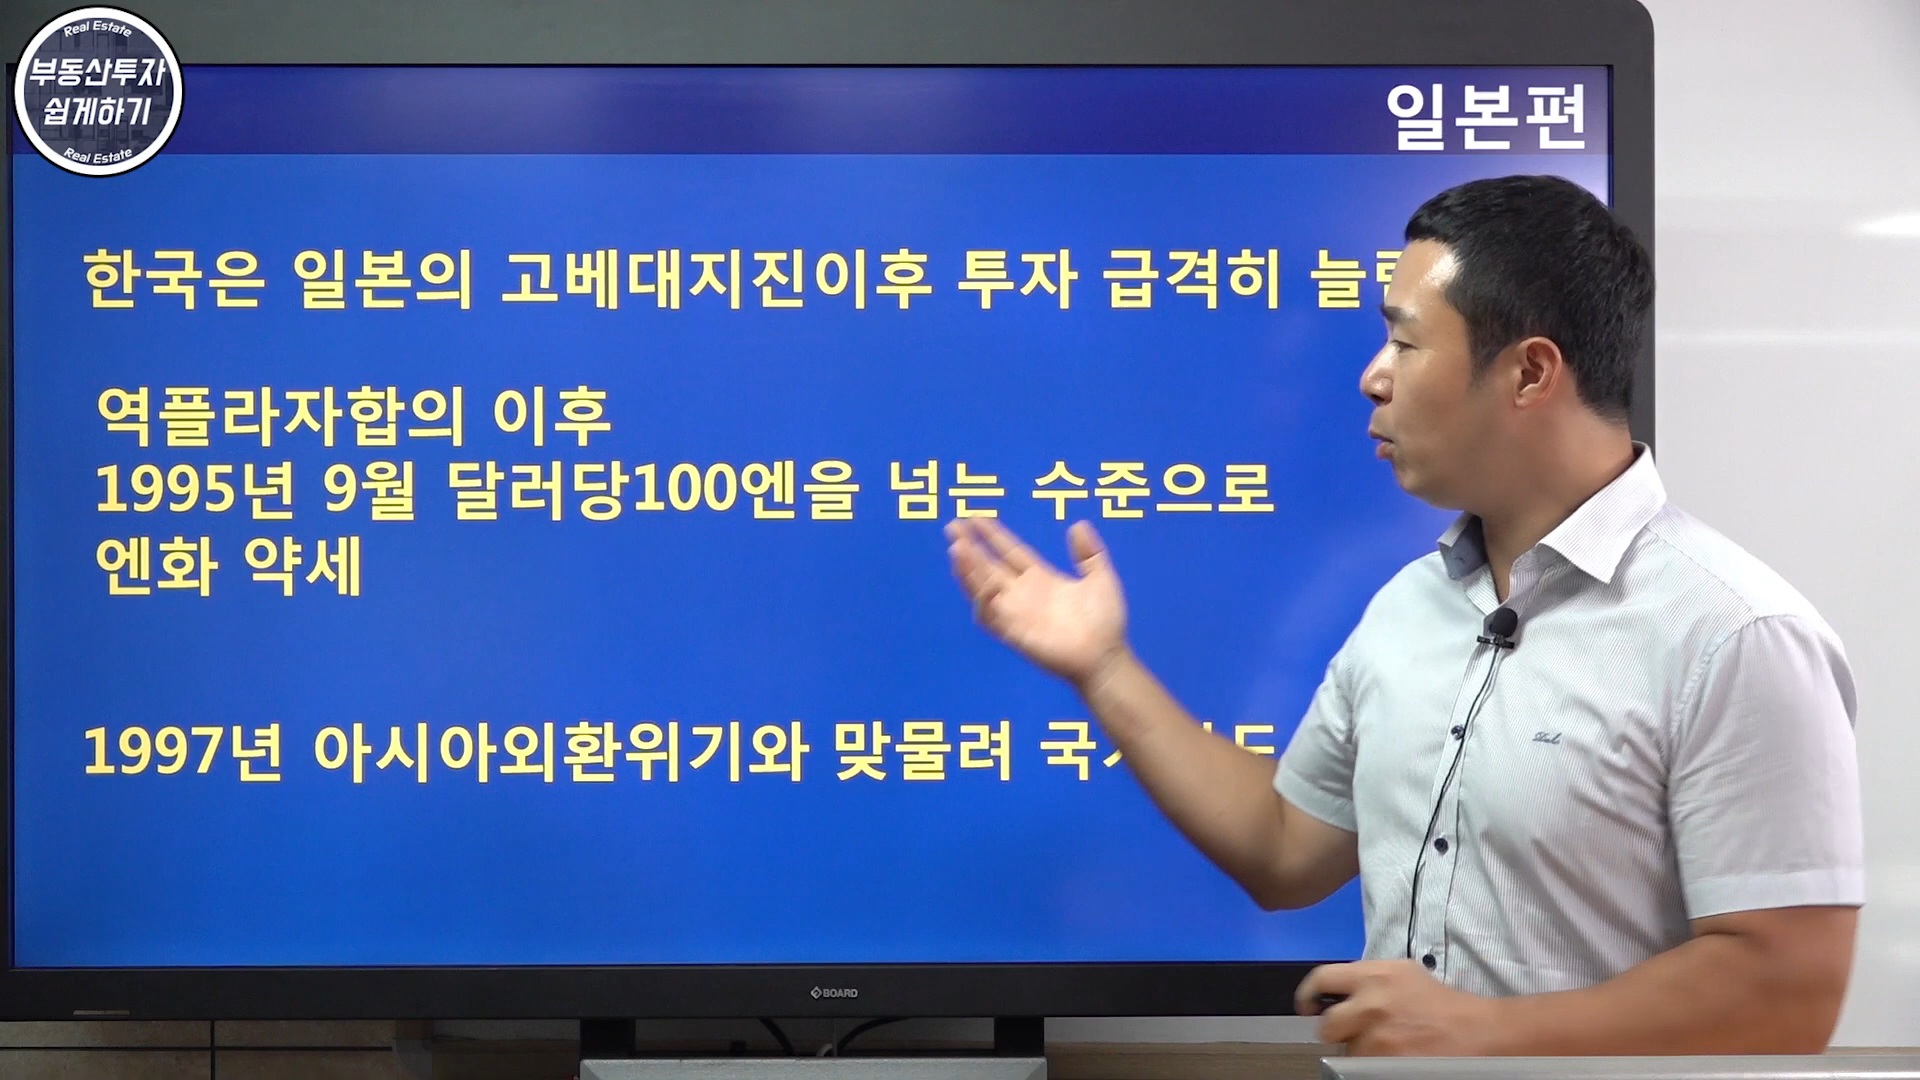 Real Estate
부동산투자
쉽게하기
Real Estate
일본편
한국은 일본의 고베대지진이후 투자 급격히
역플라자합의 이후
1995년 9월 달러당100엔을 넘는 수준으로
엔화 약세
1997년 아시아외환위기와 맞물려
BOARD